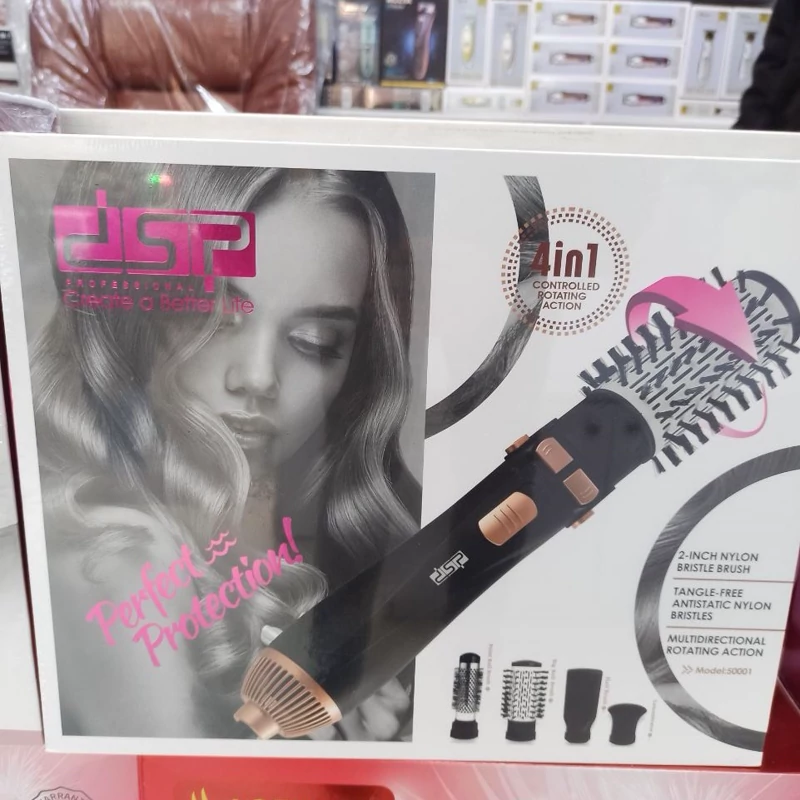 dsp
PROFESSIONAL
Create a Better Life
Perfect
Protection!
4in1
CONTROLLED
ROTATING
ACTION
dsp
2-INCH NYLON
BRISTLE BRUSH
TANGLE-FREE
ANTISTATIC NYLON
BRISTLES
MULTIDIRECTIONAL
ROTATING ACTION
Model:50001